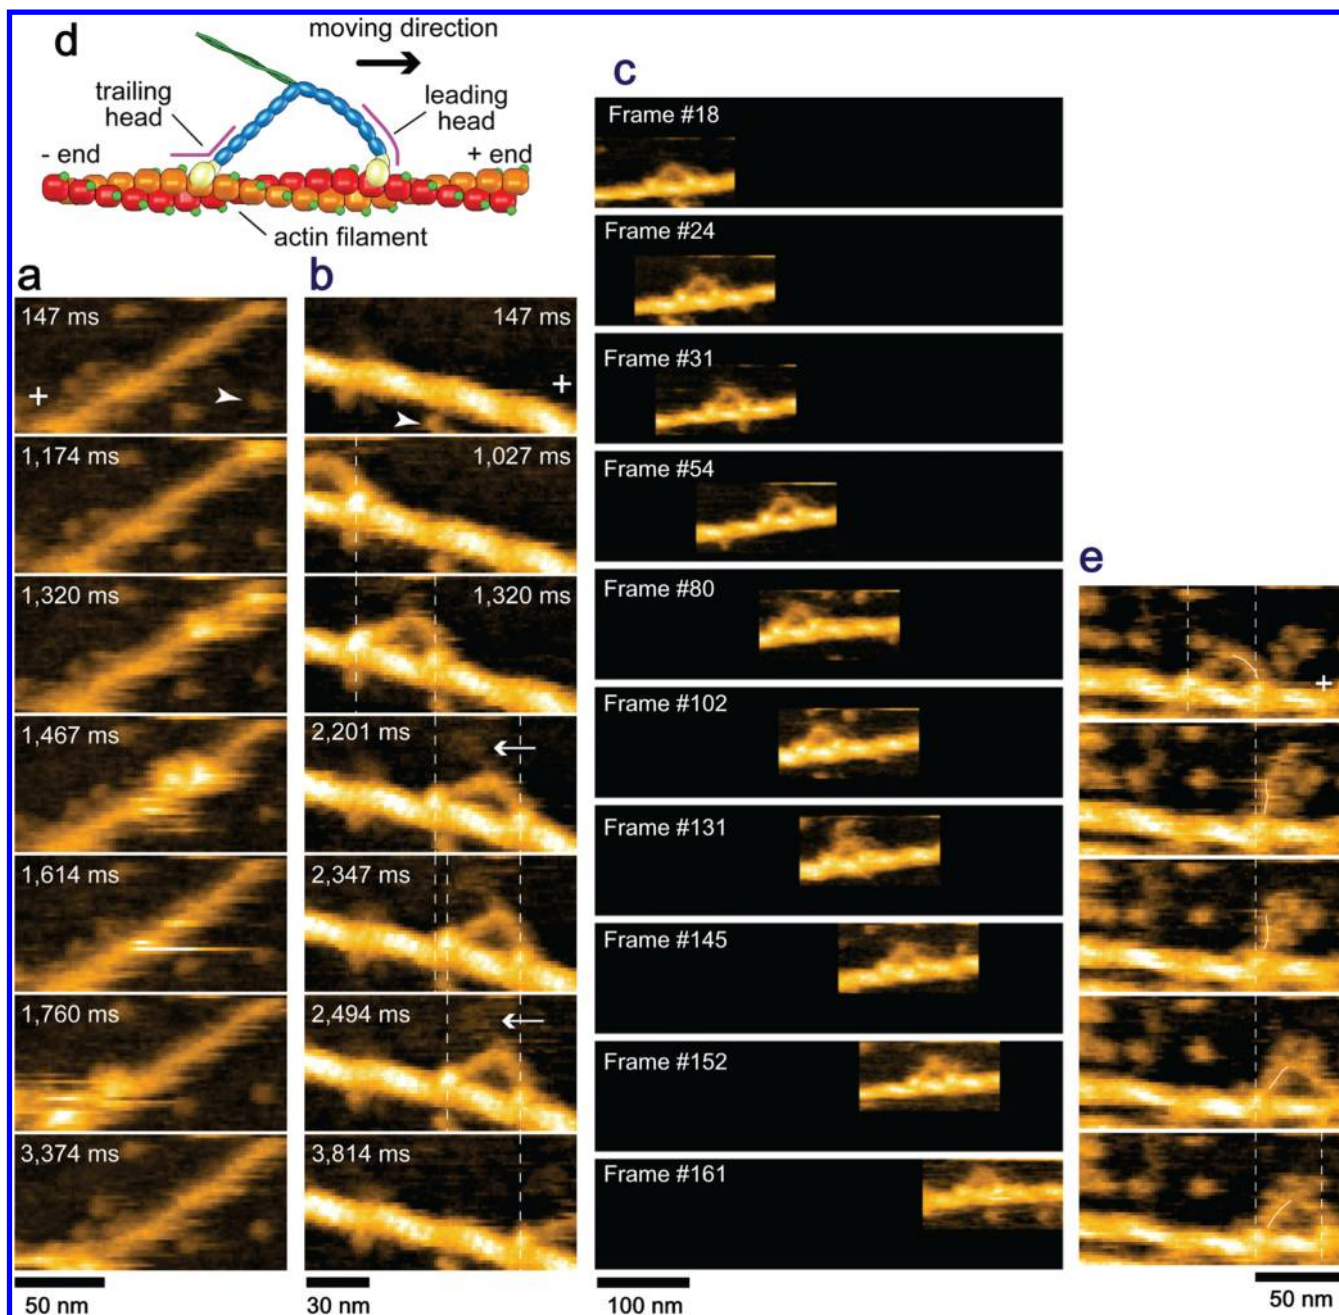 d
moving direction
trailing
head
leading
head
- end
+ end
actin filament
a
147 ms
+
1,174 ms
1,320 ms
1,467 ms
1,614 ms
1,760 ms
3,374 ms
50 nm
b
147 ms
+
1,027 ms
1,320 ms
2,201 ms
2,347 ms
2,494 ms
3,814 ms
30 nm
c
Frame #18
Frame #24
Frame #31
Frame #54
Frame #80
Frame #102
Frame #131
Frame #145
Frame #152
Frame #161
100 nm
e
+
50 nm